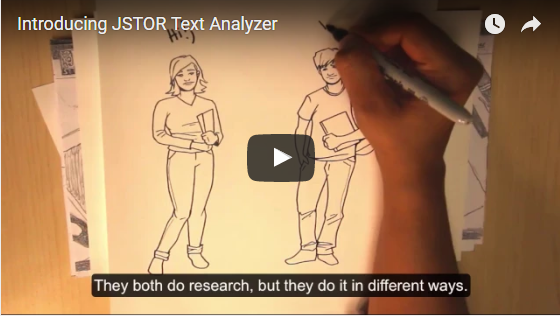 Introducing JSTOR Text Analyzer
Hi!
They both do research, but they do it in different ways.